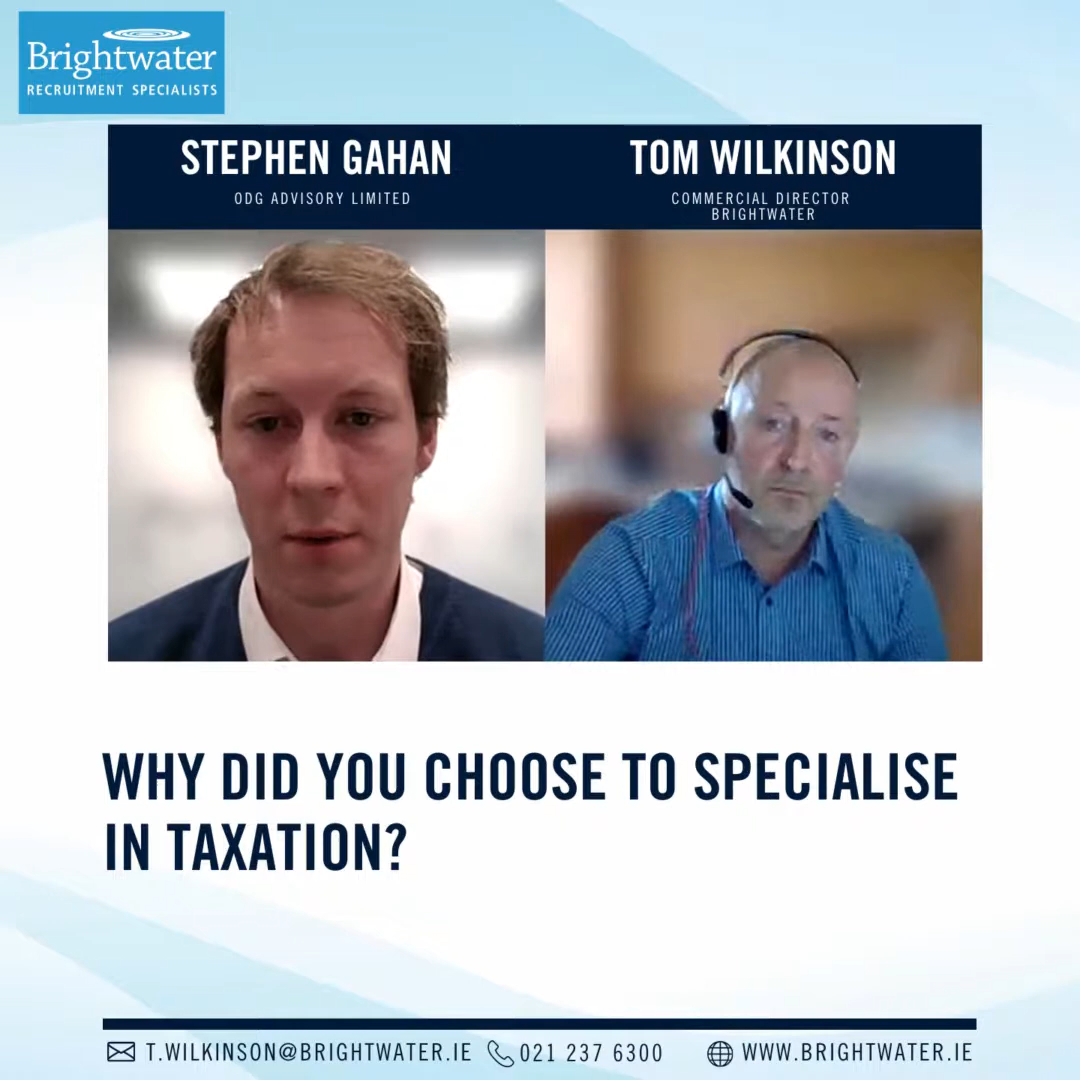 Brightwater
RECRUITMENT SPECIALISTS
STEPHEN GAHAN
ODG ADVISORY LIMITED
TOM WILKINSON
COMMERCIAL DIRECTOR
BRIGHTWATER
WHY DID YOU CHOOSE TO SPECIALISE
IN TAXATION?
T.WILKINSON@BRIGHTWATER.IE 021 237 6300 WWW.BRIGHTWATER.IE